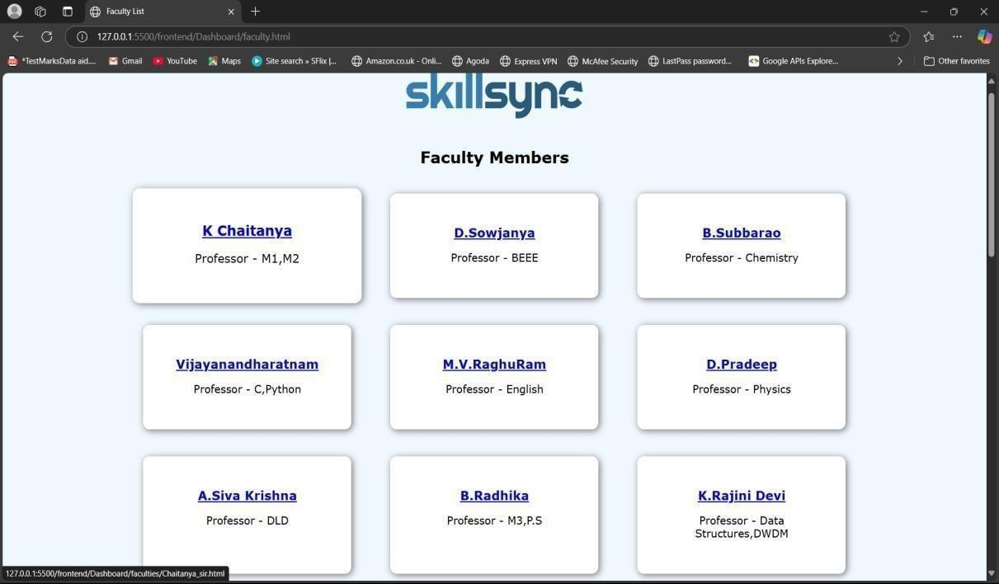 Faculty List
127.0.0.1:5500/frontend/Dashboard/faculty.html
*TestMarksData aid....
Gmail
YouTube
Maps
Site search » SFlix |...
Amazon.co.uk - Onli...
Agoda
Express VPN
McAfee Security
LastPass password...
Google APIs Explore...
Other favorites
skillsync
Faculty Members
K Chaitanya
Professor - M1,M2
D.Sowjanya
Professor - BEEE
B.Subbarao
Professor - Chemistry
Vijayanandharatnam
Professor - C,Python
M.V.RaghuRam
Professor - English
D.Pradeep
Professor - Physics
A.Siva Krishna
Professor - DLD
B.Radhika
Professor - M3,P.S
K.Rajini Devi
Professor - Data
Structures,DWDM
127.0.0.1:5500/frontend/Dashboard/faculties/Chaitanya_sir.html